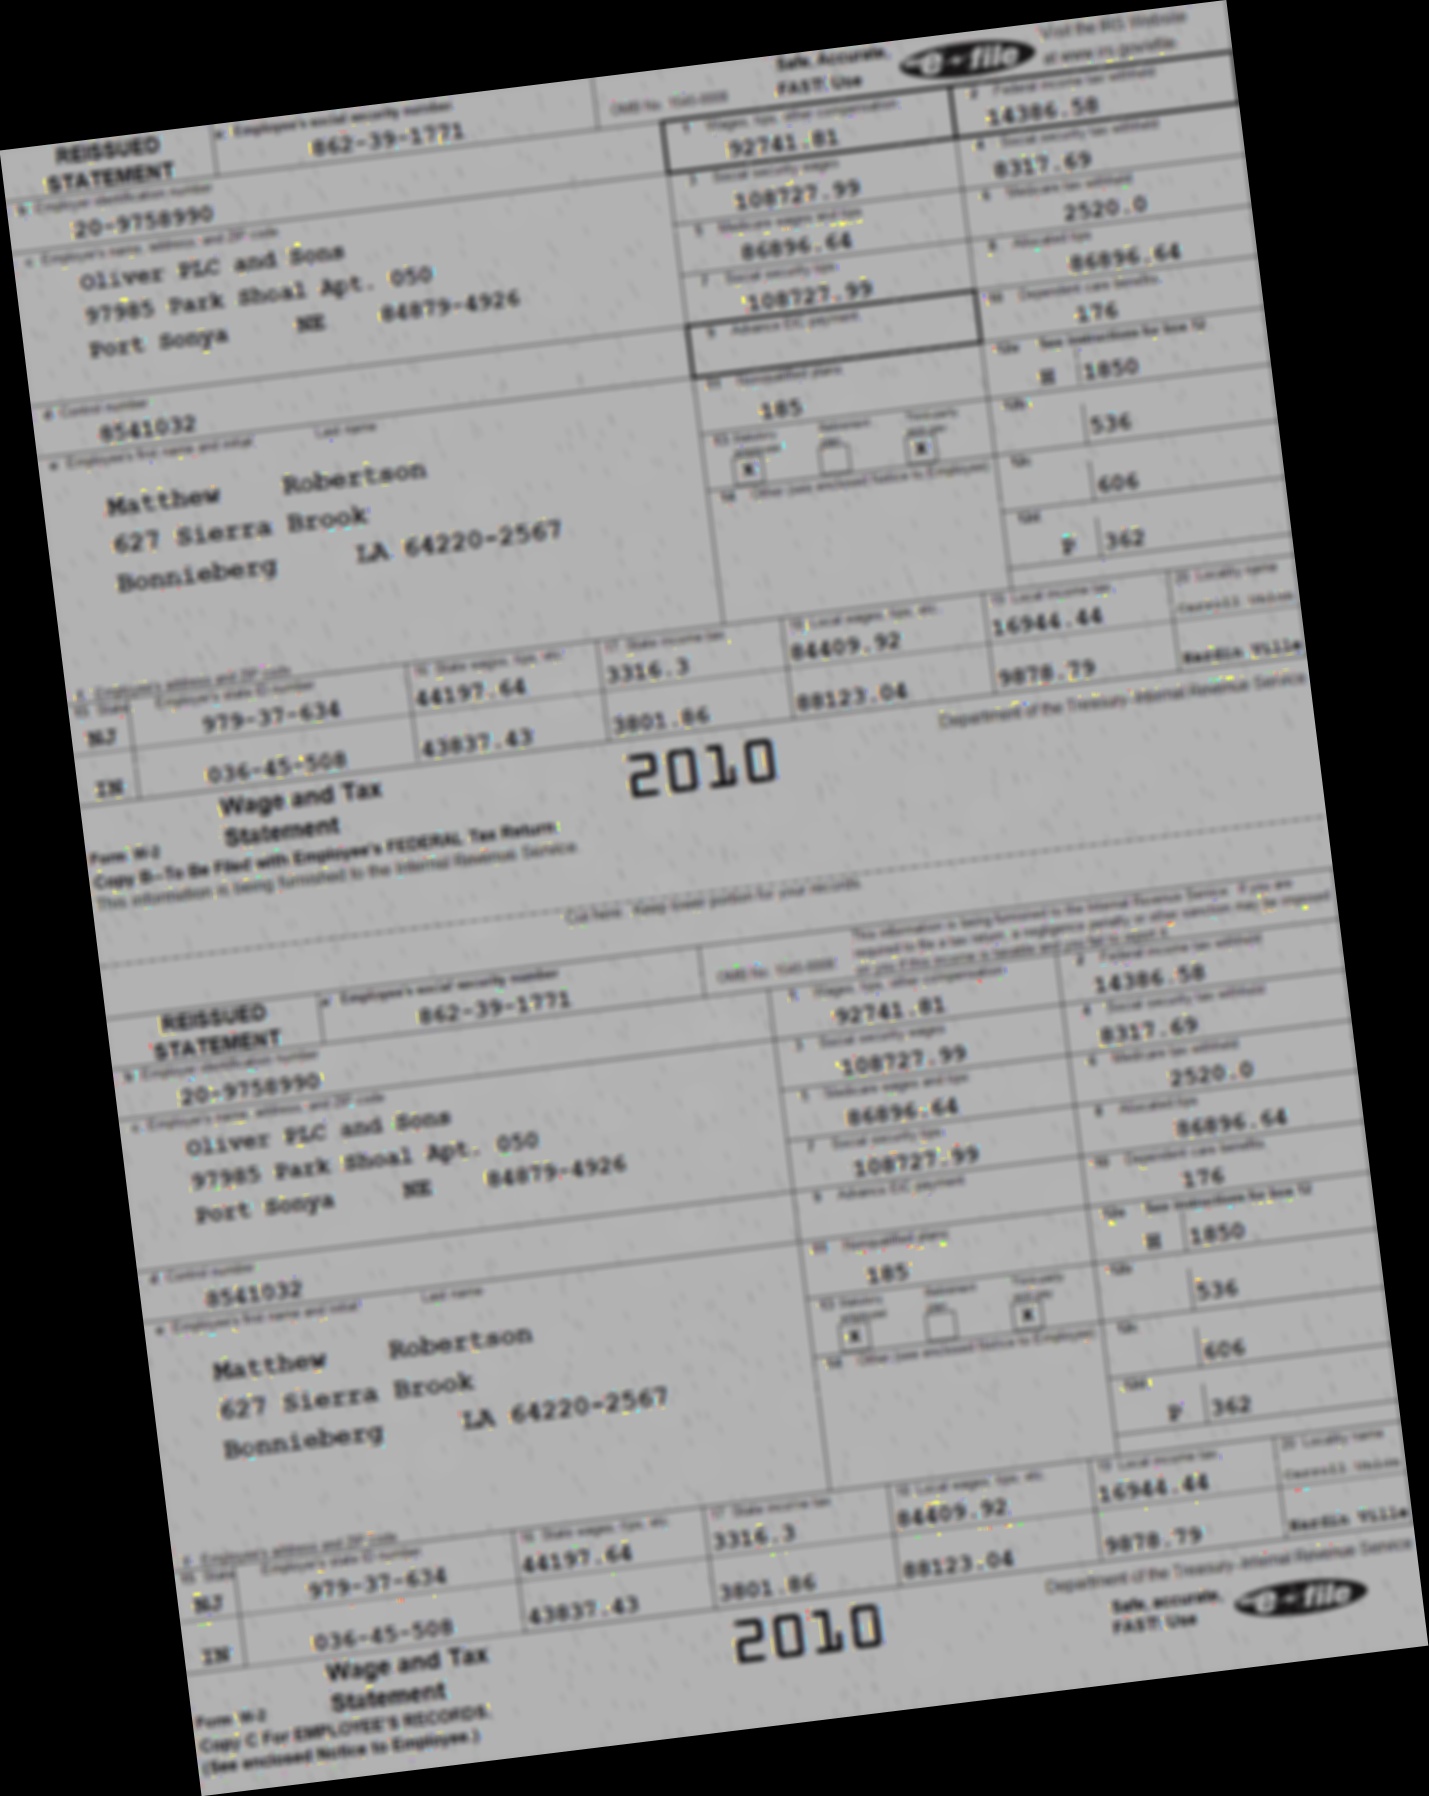 Safe, Accurate,
FAST! Use
e-file
Visit the IRS Website
at www.irs.gov/efile.
REISSUED
STATEMENT
a Employee's social security number
862-39-1771
OMB No. 1545-0008
1 Wages, tips, other compensation
92741.81
2 Federal income tax withheld
14386.58
b Employer identification number
20-9758990
3 Social security wages
108727.99
4 Social security tax withheld
8317.69
c Employer's name, address, and ZIP code
Oliver PLC and Sons
97985 Park Shoal Apt. 050
Port Sonya NE 84879-4926
5 Medicare wages and tips
86896.64
6 Medicare tax withheld
2520.0
7 Social security tips
108727.99
8 Allocated tips
86896.64
9 Advance EIC payment
10 Dependent care benefits
176
d Control number
8541032
11 Nonqualified plans
185
12a See instructions for box 12
H 1850
e Employee's first name and initial Last name
Matthew Robertson
627 Sierra Brook
Bonnieberg LA 64220-2567
13 Statutory employee Retirement plan Third-party sick pay
X X
12b
536
14 Other (see enclosed Notice to Employee)
12c
606
12d
P 362
f Employee's address and ZIP code
15 State Employer's state ID number
16 State wages, tips, etc.
17 State income tax
18 Local wages, tips, etc.
19 Local income tax
20 Locality name
NJ 979-37-634 44197.64 3316.3 84409.92 16944.44
IN 036-45-508 43837.43 3801.86 88123.04 9878.79 Hardin Ville
Form W-2
Wage and Tax
Statement
2010
Department of the Treasury-Internal Revenue Service
Copy B--To Be Filed with Employee's FEDERAL Tax Return
This information is being furnished to the Internal Revenue Service
Cut here. Keep lower portion for your records.
This information is being furnished to the Internal Revenue Service. If you are
required to file a tax return, a negligence penalty or other sanction may be imposed
on you if this income is taxable and you fail to report it.
REISSUED
STATEMENT
a Employee's social security number
862-39-1771
OMB No. 1545-0008
1 Wages, tips, other compensation
92741.81
2 Federal income tax withheld
14386.58
b Employer identification number
20-9758990
3 Social security wages
108727.99
4 Social security tax withheld
8317.69
c Employer's name, address, and ZIP code
Oliver PLC and Sons
97985 Park Shoal Apt. 050
Port Sonya NE 84879-4926
5 Medicare wages and tips
86896.64
6 Medicare tax withheld
2520.0
7 Social security tips
108727.99
8 Allocated tips
86896.64
9 Advance EIC payment
10 Dependent care benefits
176
d Control number
8541032
11 Nonqualified plans
185
12a See instructions for box 12
H 1850
e Employee's first name and initial Last name
Matthew Robertson
627 Sierra Brook
Bonnieberg LA 64220-2567
13 Statutory employee Retirement plan Third-party sick pay
X X
12b
536
14 Other (see enclosed Notice to Employee)
12c
606
12d
P 362
f Employee's address and ZIP code
15 State Employer's state ID number
16 State wages, tips, etc.
17 State income tax
18 Local wages, tips, etc.
19 Local income tax
20 Locality name
NJ 979-37-634 44197.64 3316.3 84409.92 16944.44
IN 036-45-508 43837.43 3801.86 88123.04 9878.79 Hardin Ville
Form W-2
Wage and Tax
Statement
2010
Department of the Treasury-Internal Revenue Service
Safe, accurate,
FAST! Use
e-file
Copy C For EMPLOYEE'S RECORDS.
(See enclosed Notice to Employee.)